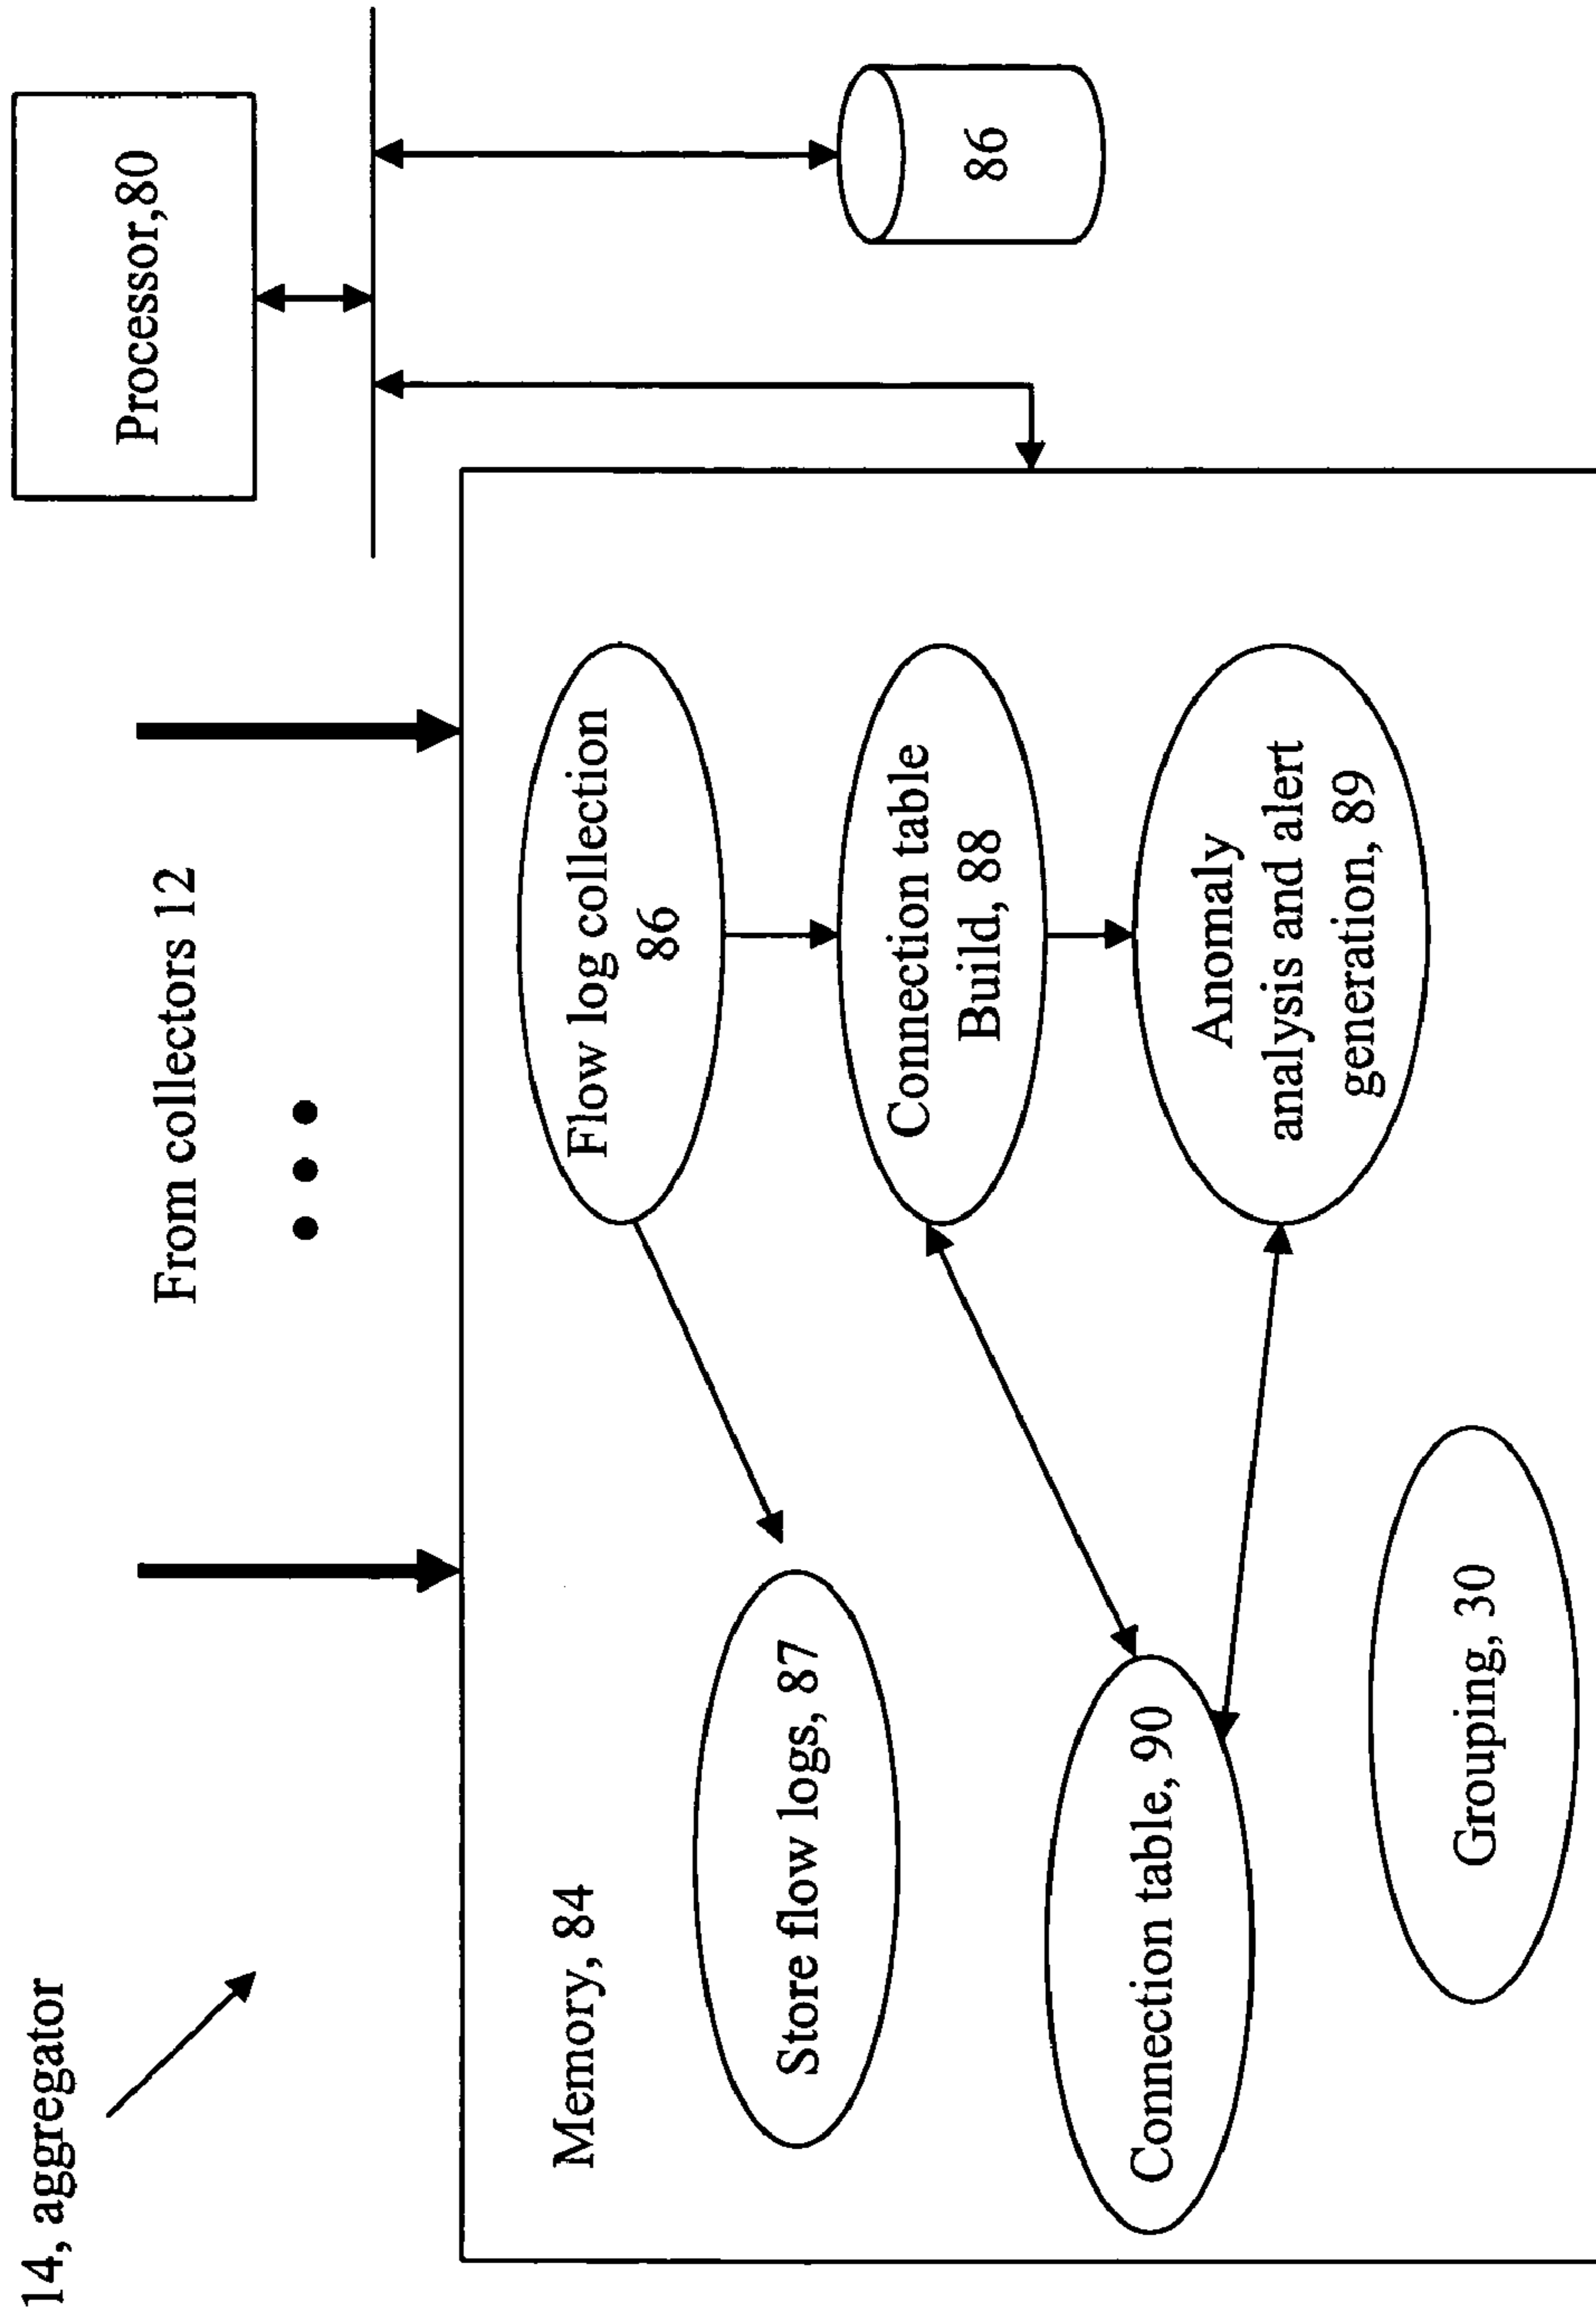 14, aggregator
From collectors 12
Processor,80
Memory, 84
Flow log collection
86
86
Store flow logs, 87
Connection table
Build, 88
Connection table, 90
Anomaly
analysis and alert
generation, 89
Grouping, 30